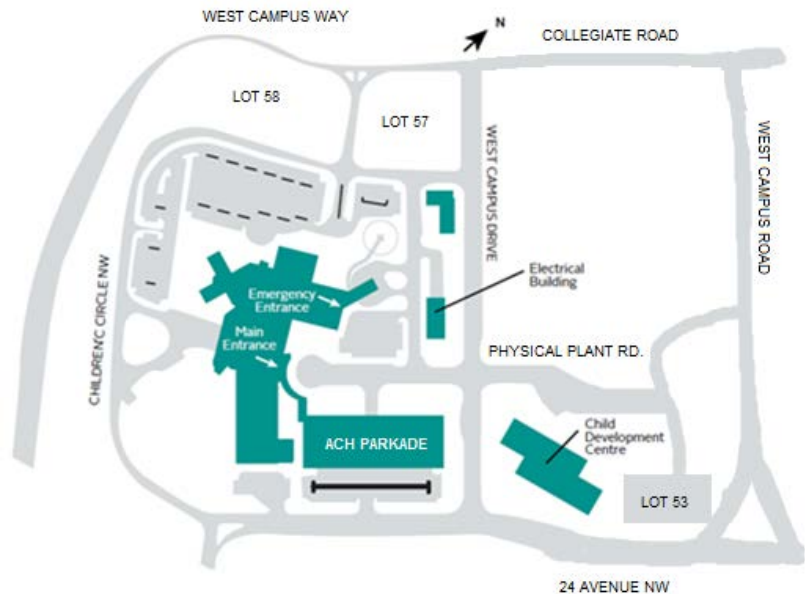 WEST CAMPUS WAY
N
COLLEGIATE ROAD
LOT 58
LOT 57
WEST CAMPUS DRIVE
WEST CAMPUS ROAD
Electrical
Building
Emergency
Entrance
Main
Entrance
CHILDREN'C CIRCLE NW
PHYSICAL PLANT RD.
ACH PARKADE
Child
Development
Centre
LOT 53
24 AVENUE NW